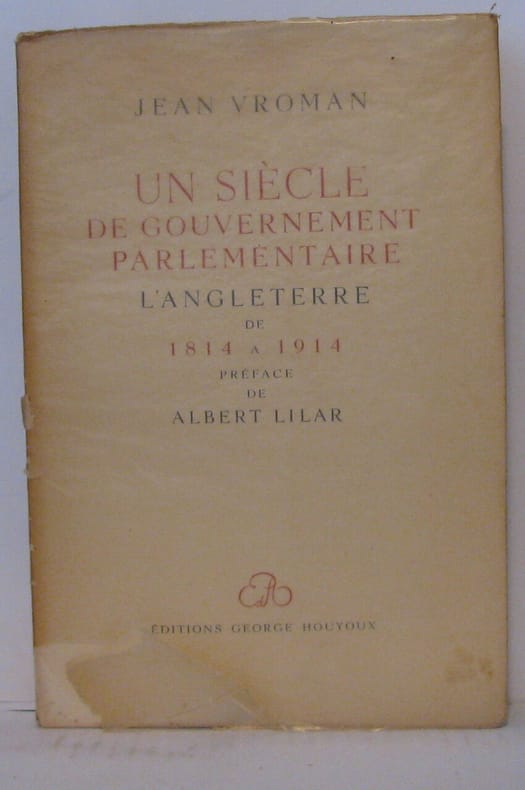 JEAN VROMAN
UN SIÈCLE
DE GOUVERNEMENT
PARLEMENTAIRE
L'ANGLETERRE
DE
1814 A 1914
PRÉFACE
DE
ALBERT LILAR
ÉDITIONS GEORGE HOUYOUX